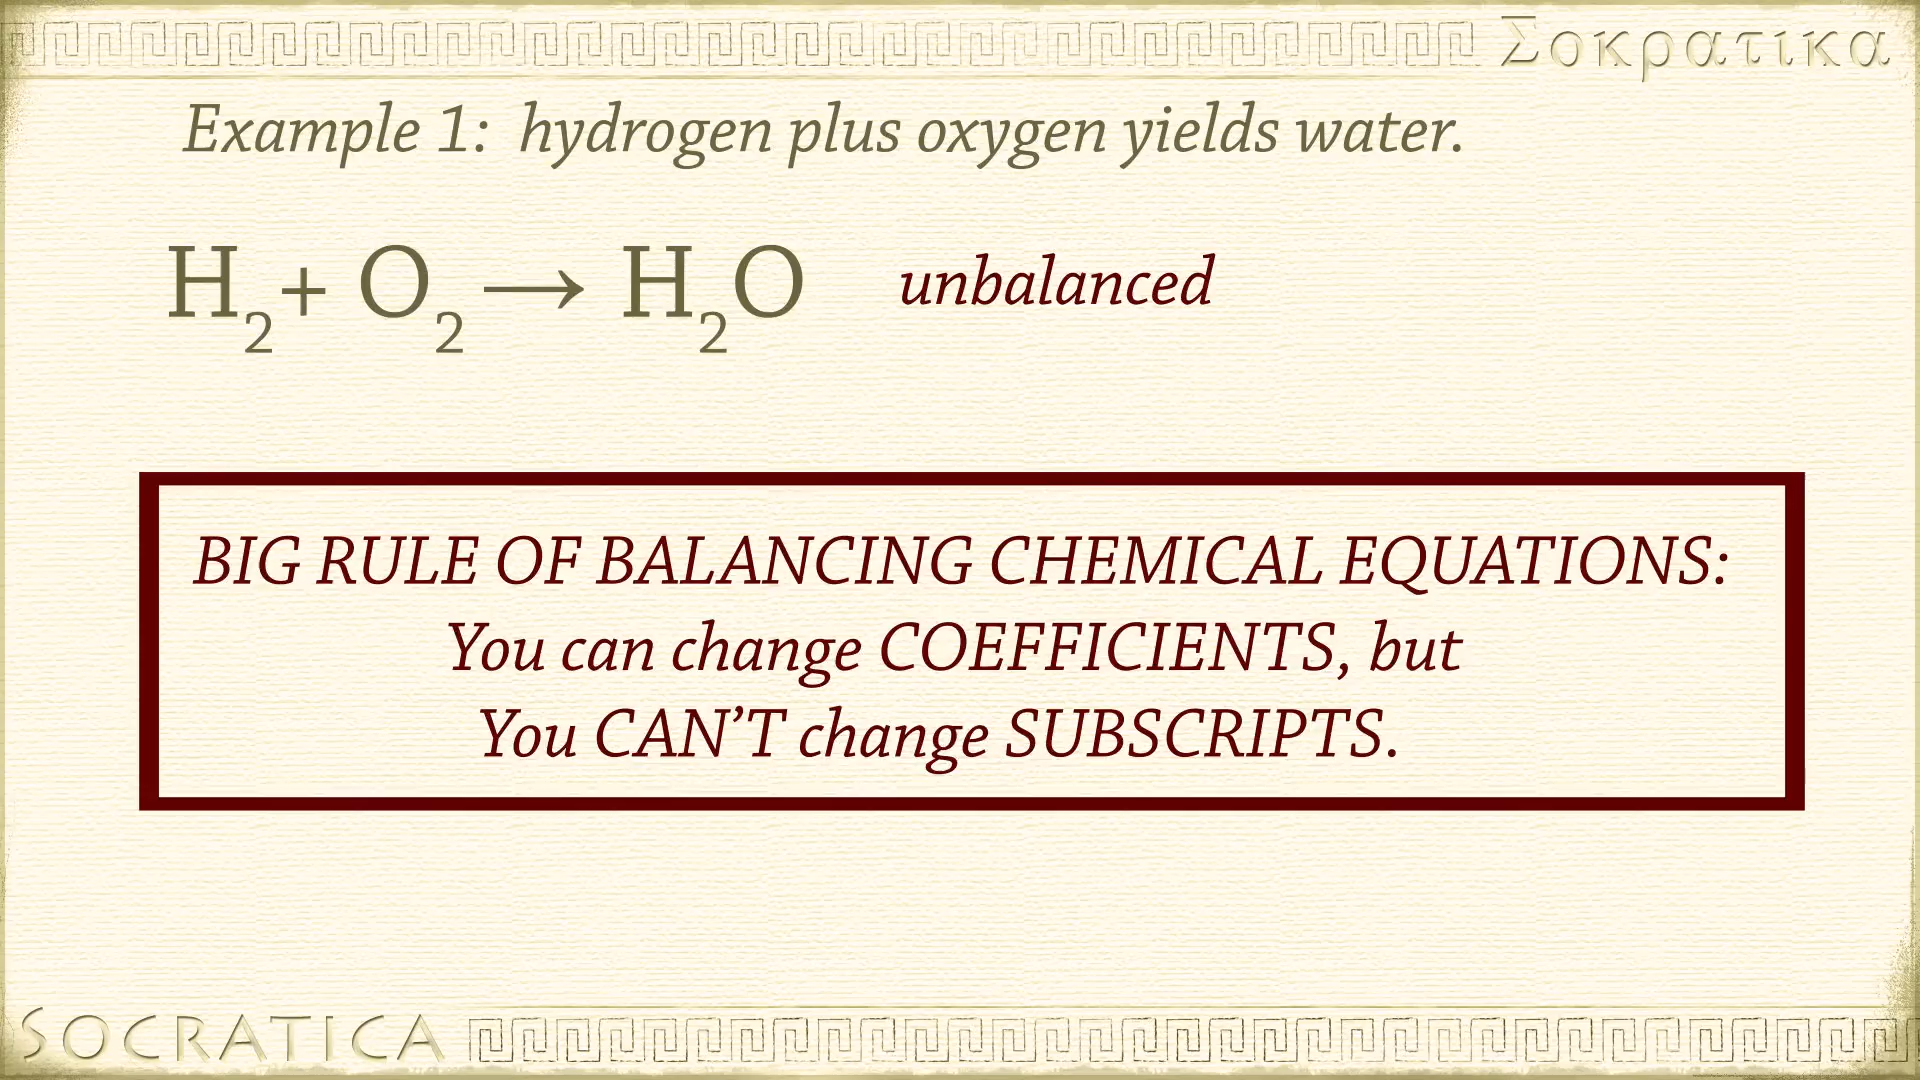 Σοκρατικα
Example 1: hydrogen plus oxygen yields water.
H₂+ O₂ → H₂O unbalanced
BIG RULE OF BALANCING CHEMICAL EQUATIONS:
You can change COEFFICIENTS, but
You CAN’T change SUBSCRIPTS.
SOCRATICA